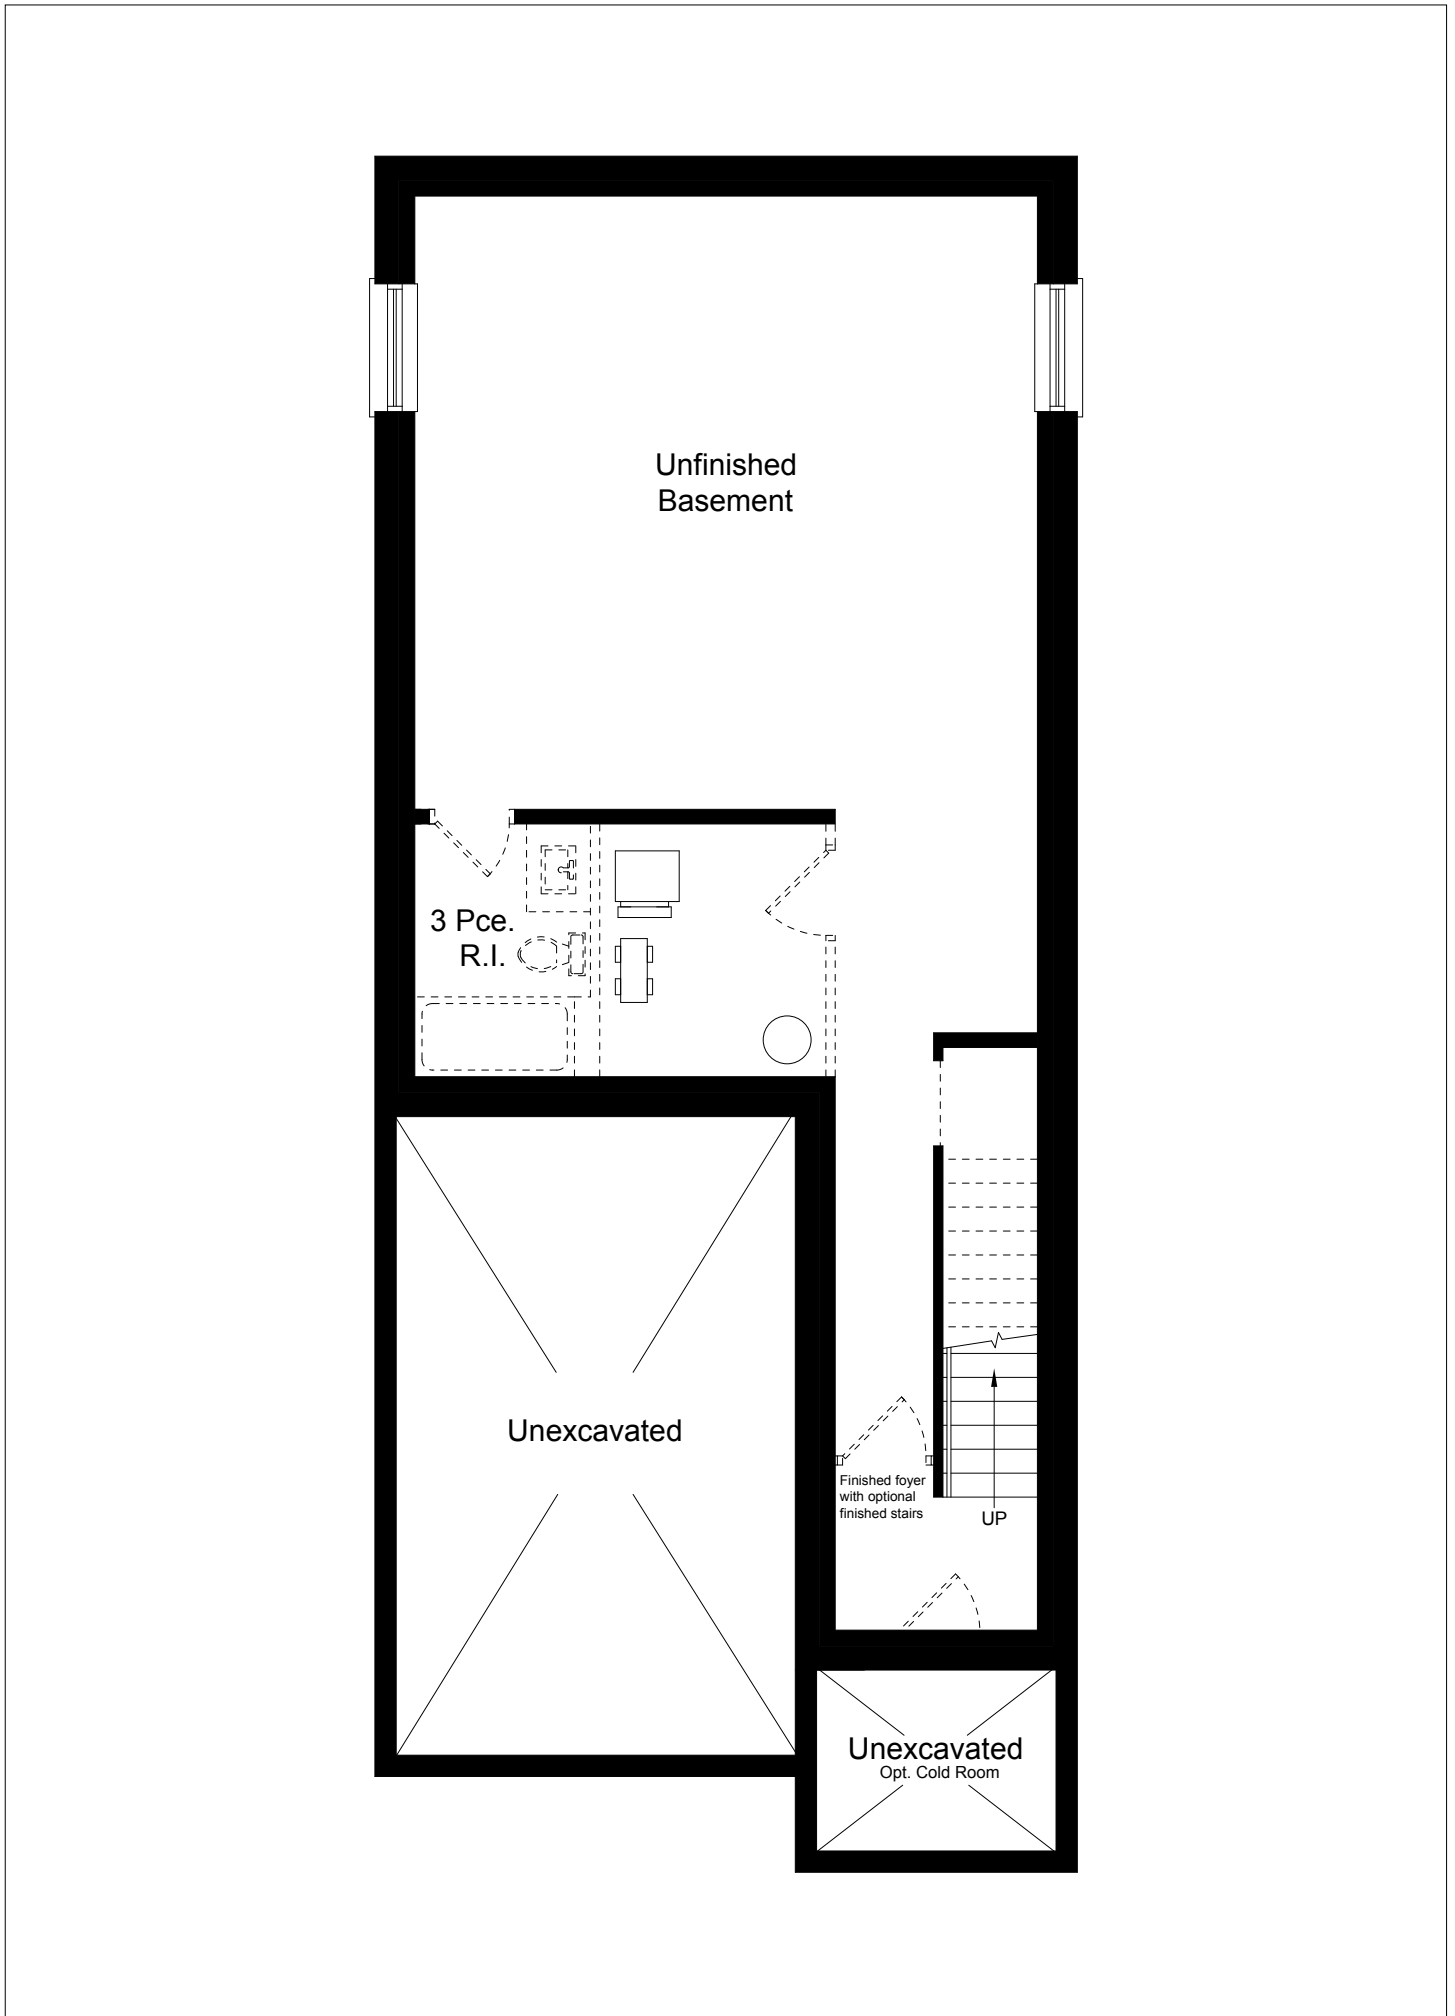 Unfinished
Basement
3 Pce.
R.I.
Unexcavated
Finished foyer
with optional
finished stairs
UP
Unexcavated
Opt. Cold Room